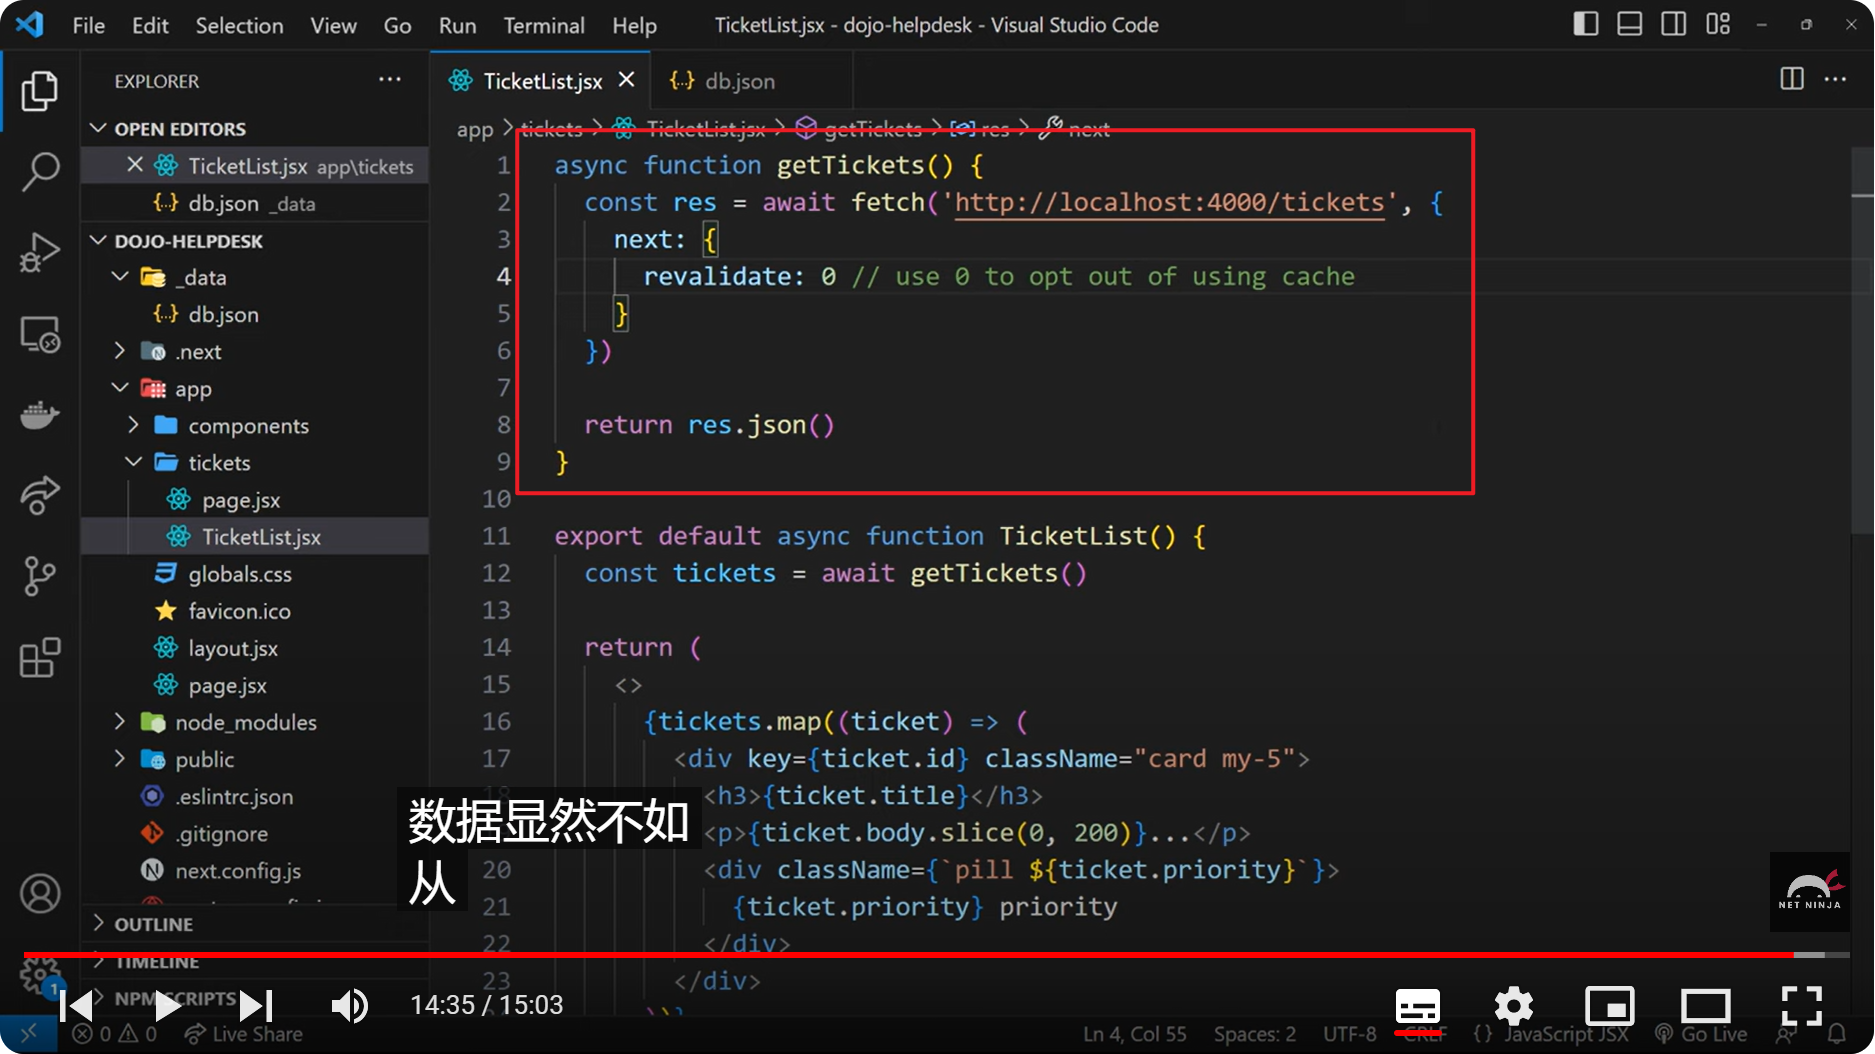 File Edit Selection View Go Run Terminal Help
TicketList.jsx - dojo-helpdesk - Visual Studio Code
EXPLORER
OPEN EDITORS
TicketList.jsx app\tickets
db.json _data
DOJO-HELPDESK
_data
db.json
.next
app
components
tickets
page.jsx
TicketList.jsx
globals.css
favicon.ico
layout.jsx
page.jsx
node_modules
public
.eslintrc.json
.gitignore
next.config.js
OUTLINE
TIMELINE
NPM SCRIPTS
TicketList.jsx
{..} db.json
app > tickets > TicketList.jsx > getTickets > res > next
1 async function getTickets() {
2 const res = await fetch('http://localhost:4000/tickets', {
3 next: {
4 revalidate: 0 // use 0 to opt out of using cache
5 }
6 })
7
8 return res.json()
9 }
10
11 export default async function TicketList() {
12 const tickets = await getTickets()
13
14 return (
15 <>
16 {tickets.map((ticket) => (
17 <div key={ticket.id} className="card my-5">
<h3>{ticket.title}</h3>
<p>{ticket.body.slice(0, 200)}...</p>
20 <div className={`pill ${ticket.priority}`}>
21 {ticket.priority} priority
22 </div>
23 </div>
))}
数据显然不如
从
NET NINJA
1
14:35 / 15:03
0 0 Live Share
Ln 4, Col 55 Spaces: 2 UTF-8 CRLF {} JavaScript JSX Go Live